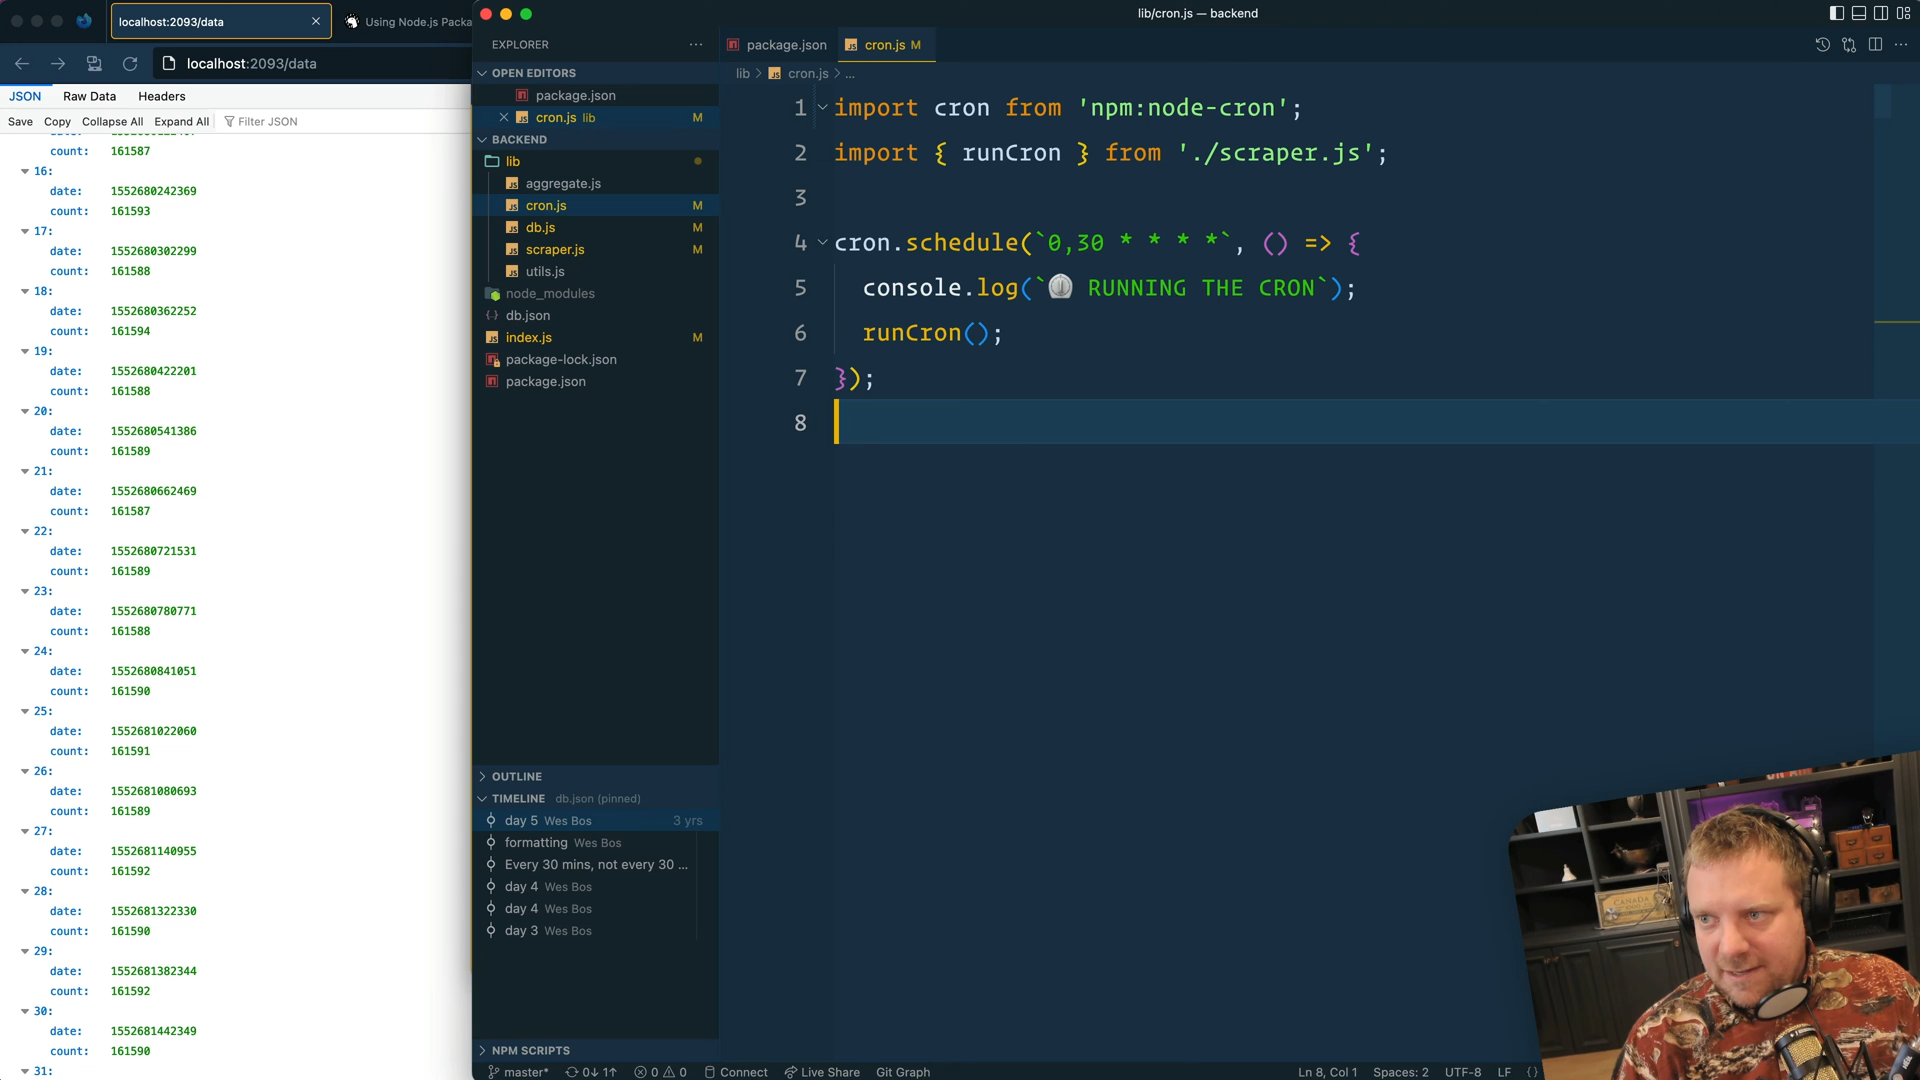 localhost:2093/data
Using Node.js Packa
localhost:2093/data
JSON Raw Data Headers
Save Copy Collapse All Expand All Filter JSON
count: 161587
16:
date: 1552680242369
count: 161593
17:
date: 1552680302299
count: 161588
18:
date: 1552680362252
count: 161594
19:
date: 1552680422201
count: 161588
20:
date: 1552680541386
count: 161589
21:
date: 1552680662469
count: 161587
22:
date: 1552680721531
count: 161589
23:
date: 1552680780771
count: 161588
24:
date: 1552680841051
count: 161590
25:
date: 1552681022060
count: 161591
26:
date: 1552681080693
count: 161589
27:
date: 1552681140955
count: 161592
28:
date: 1552681322330
count: 161590
29:
date: 1552681382344
count: 161592
30:
date: 1552681442349
count: 161590
31:
lib/cron.js — backend
EXPLORER
OPEN EDITORS
package.json
cron.js lib M
BACKEND
lib
aggregate.js
cron.js M
db.js M
scraper.js M
utils.js
node_modules
db.json
index.js M
package-lock.json
package.json
OUTLINE
TIMELINE db.json (pinned)
day 5 Wes Bos 3 yrs
formatting Wes Bos
Every 30 mins, not every 30 ...
day 4 Wes Bos
day 4 Wes Bos
day 3 Wes Bos
NPM SCRIPTS
package.json cron.js M
lib > cron.js > ...
1 import cron from 'npm:node-cron';
2 import { runCron } from './scraper.js';
3
4 cron.schedule(`0,30 * * * *`, () => {
5 console.log(` RUNNING THE CRON`);
6 runCron();
7 });
8
CANADA
master* 0↓ 1↑ 0 0 Connect Live Share Git Graph
Ln 8, Col 1 Spaces: 2 UTF-8 LF {}